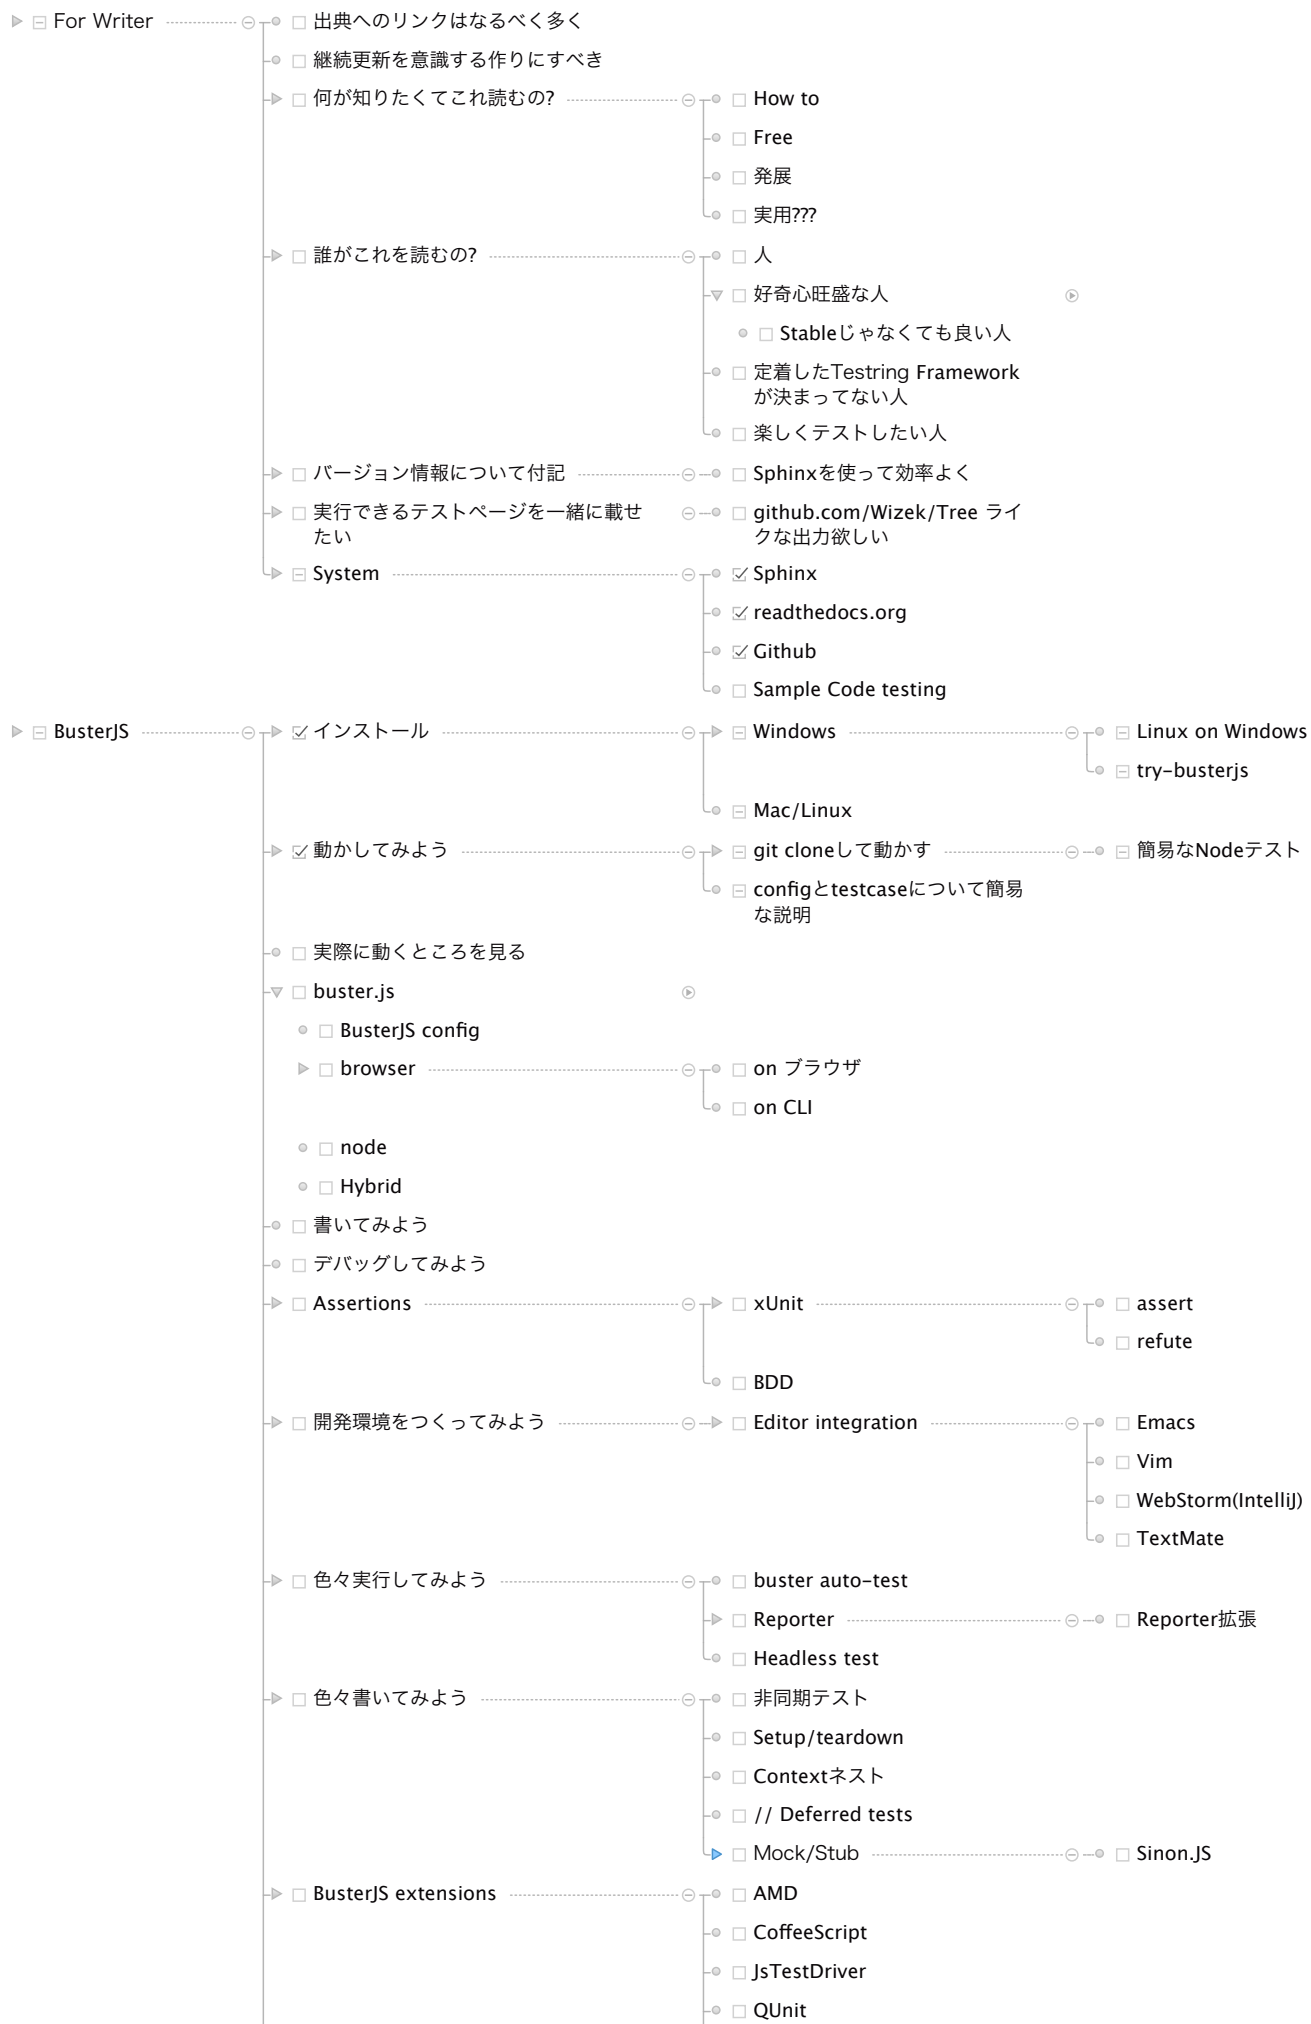 For Writer
出典へのリンクはなるべく多く
継続更新を意識する作りにすべき
何が知りたくてこれ読むの?
How to
Free
発展
実用???
誰がこれを読むの?
人
好奇心旺盛な人
Stableじゃなくても良い人
定着したTestring Framework
が決まってない人
楽しくテストしたい人
バージョン情報について付記
Sphinxを使って効率よく
実行できるテストページを一緒に載せ
たい
github.com/Wizek/Tree ライ
クな出力欲しい
System
Sphinx
readthedocs.org
Github
Sample Code testing
BusterJS
インストール
Windows
Linux on Windows
try-busterjs
Mac/Linux
動かしてみよう
git cloneして動かす
簡易なNodeテスト
configとtestcaseについて簡易
な説明
実際に動くところを見る
buster.js
BusterJS config
browser
on ブラウザ
on CLI
node
Hybrid
書いてみよう
デバッグしてみよう
Assertions
xUnit
assert
refute
BDD
開発環境をつくってみよう
Editor integration
Emacs
Vim
WebStorm(IntelliJ)
TextMate
色々実行してみよう
buster auto-test
Reporter
Reporter拡張
Headless test
色々書いてみよう
非同期テスト
Setup/teardown
Contextネスト
// Deferred tests
Mock/Stub
Sinon.JS
BusterJS extensions
AMD
CoffeeScript
JsTestDriver
QUnit